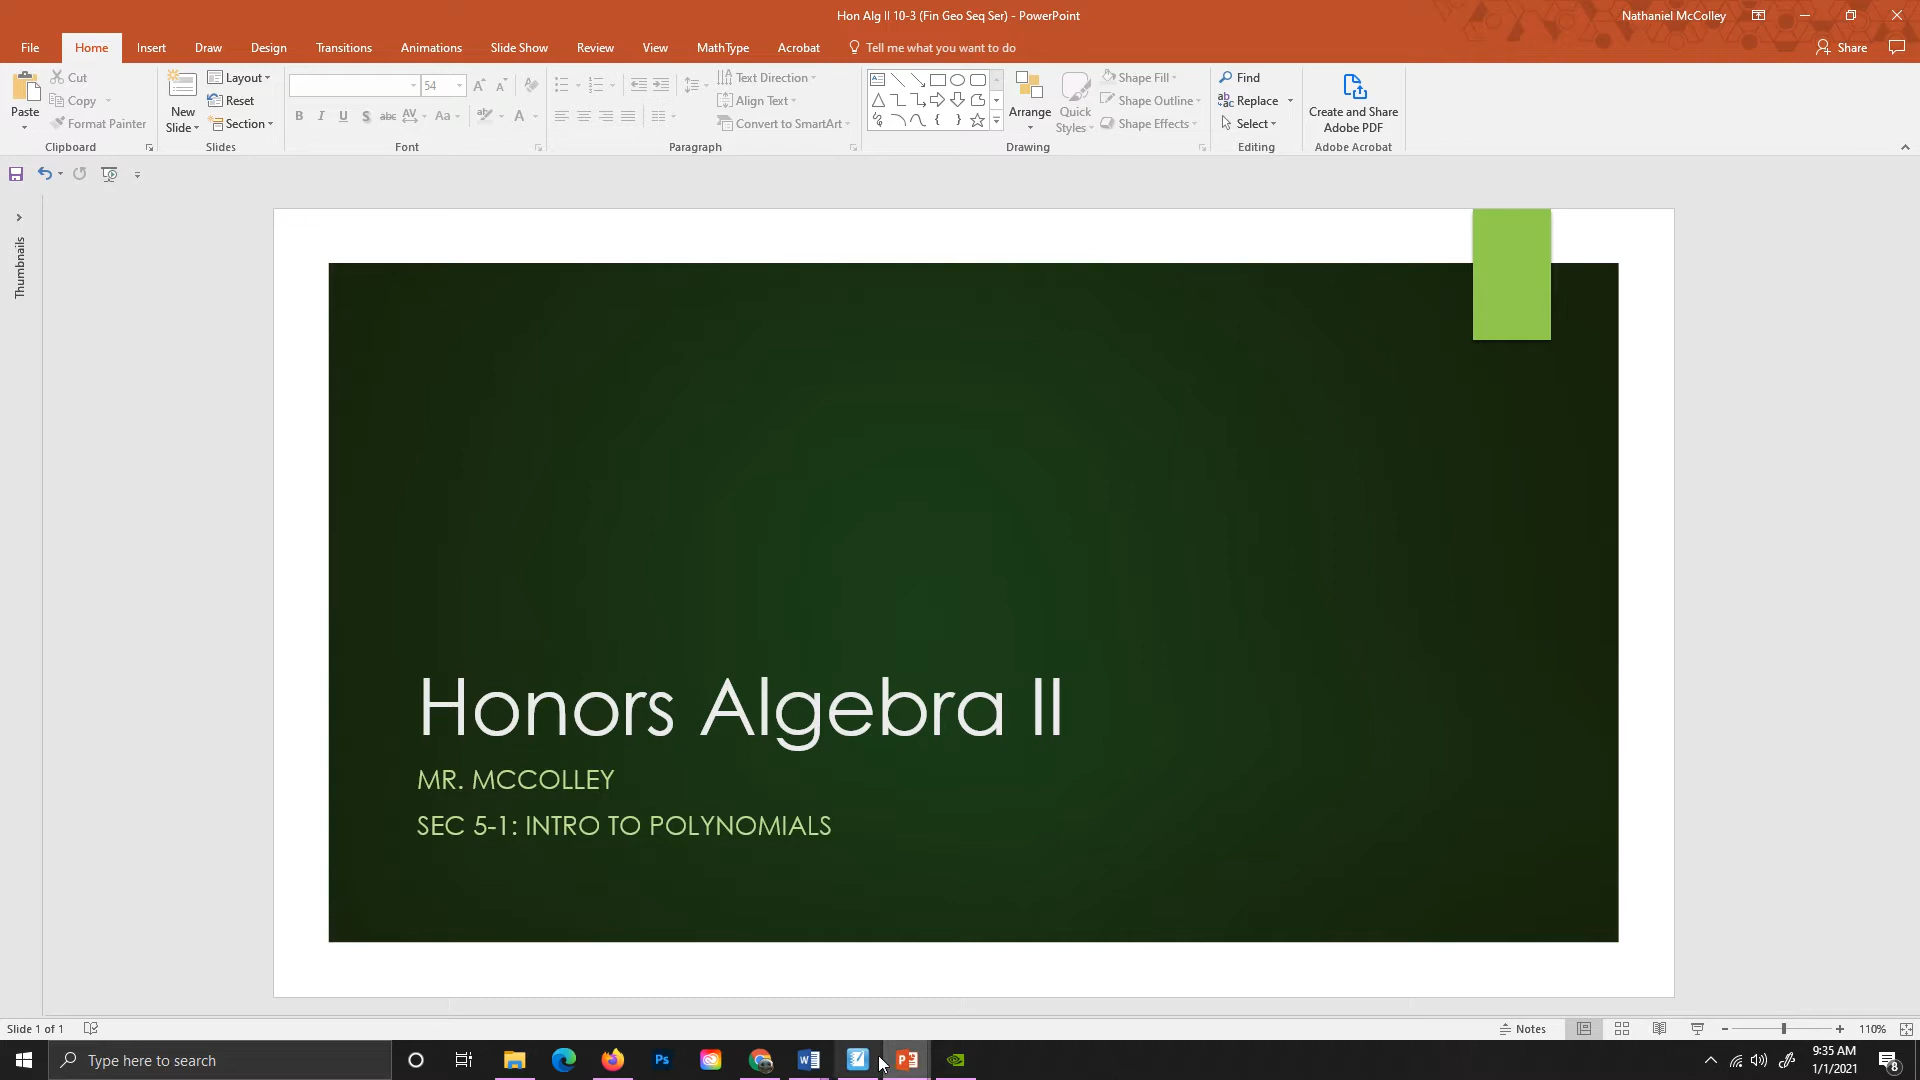 Hon Alg II 10-3 (Fin Geo Seq Ser) - PowerPoint
Nathaniel McColley
File Home Insert Draw Design Transitions Animations Slide Show Review View MathType Acrobat Tell me what you want to do
Share
Paste
Cut
Copy
Format Painter
Clipboard
New Slide
Layout
Reset
Section
Slides
54
B I U S abc AV Aa A
Font
Text Direction
Align Text
Convert to SmartArt
Paragraph
Arrange
Quick Styles
Shape Fill
Shape Outline
Shape Effects
Drawing
Find
Replace
Select
Editing
Create and Share Adobe PDF
Adobe Acrobat
Thumbnails
Honors Algebra II
MR. MCCOLLEY
SEC 5-1: INTRO TO POLYNOMIALS
Slide 1 of 1
Notes
110%
Type here to search
9:35 AM
1/1/2021
8